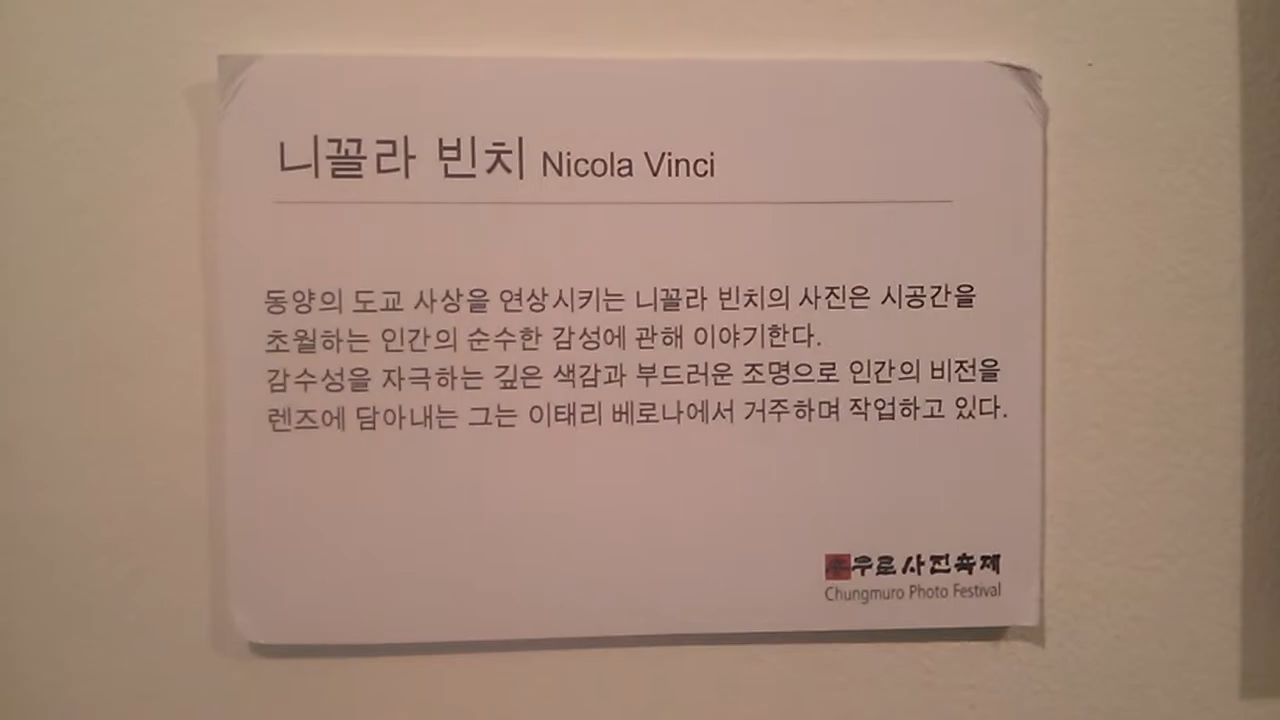 니꼴라 빈치 Nicola Vinci
동양의 도교 사상을 연상시키는 니꼴라 빈치의 사진은 시공간을
초월하는 인간의 순수한 감성에 관해 이야기한다.
감수성을 자극하는 깊은 색감과 부드러운 조명으로 인간의 비전을
렌즈에 담아내는 그는 이태리 베로나에서 거주하며 작업하고 있다.
충무로사진축제
Chungmuro Photo Festival